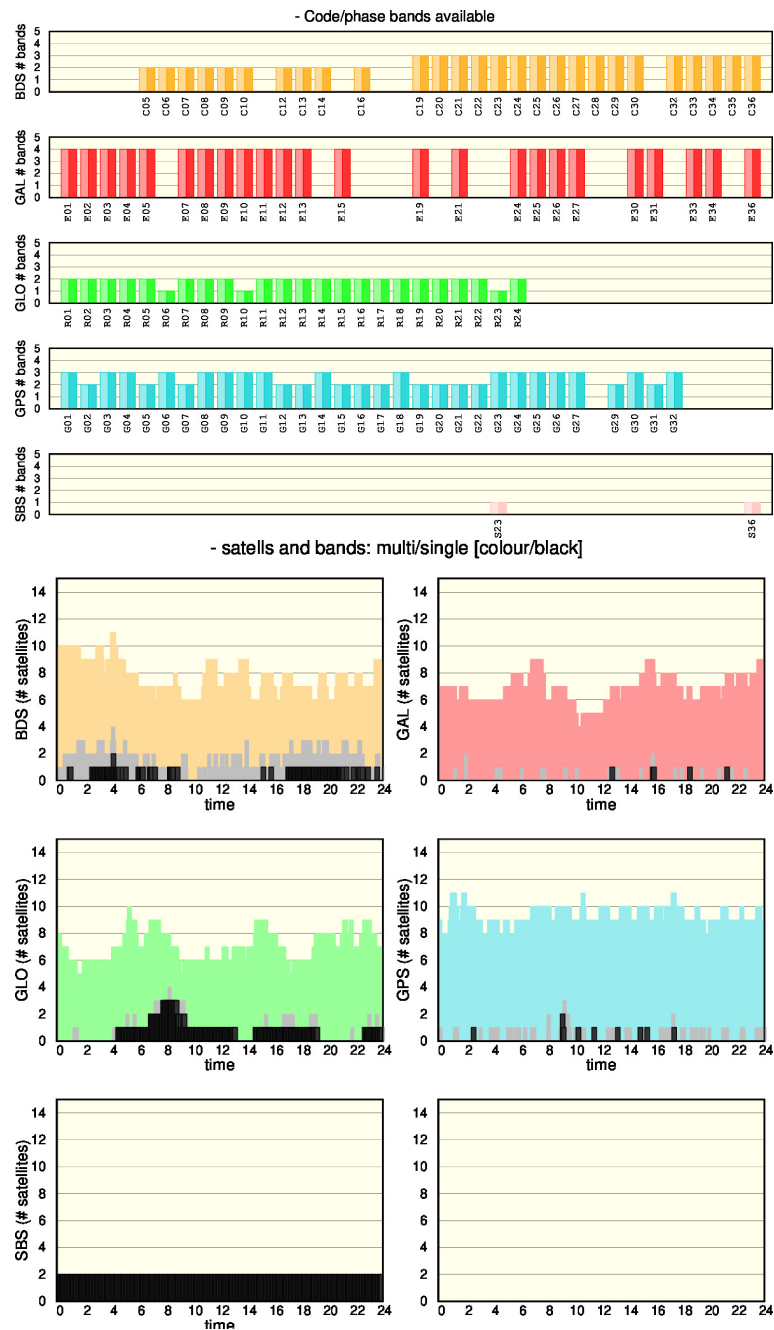 - Code/phase bands available
BDS # bands
5
4
3
2
1
0
C05 C06 C07 C08 C09 C10 C12 C13 C14 C16 C19 C20 C21 C22 C23 C24 C25 C26 C27 C28 C29 C30 C32 C33 C34 C35 C36
GAL # bands
5
4
3
2
1
0
E01 E02 E03 E04 E05 E07 E08 E09 E10 E11 E12 E13 E15 E19 E21 E24 E25 E26 E27 E30 E31 E33 E34 E36
GLO # bands
5
4
3
2
1
0
R01 R02 R03 R04 R05 R06 R07 R08 R09 R10 R11 R12 R13 R14 R15 R16 R17 R18 R19 R20 R21 R22 R23 R24
GPS # bands
5
4
3
2
1
0
G01 G02 G03 G04 G05 G06 G07 G08 G09 G10 G11 G12 G13 G14 G15 G16 G17 G18 G19 G20 G21 G22 G23 G24 G25 G26 G27 G29 G30 G31 G32
SBS # bands
5
4
3
2
1
0
S23 S36
- satells and bands: multi/single [colour/black]
BDS (# satellites)
14
12
10
8
6
4
2
0
0 2 4 6 8 10 12 14 16 18 20 22 24
time
GAL (# satellites)
14
12
10
8
6
4
2
0
0 2 4 6 8 10 12 14 16 18 20 22 24
time
GLO (# satellites)
14
12
10
8
6
4
2
0
0 2 4 6 8 10 12 14 16 18 20 22 24
time
GPS (# satellites)
14
12
10
8
6
4
2
0
0 2 4 6 8 10 12 14 16 18 20 22 24
time
SBS (# satellites)
14
12
10
8
6
4
2
0
0 2 4 6 8 10 12 14 16 18 20 22 24
time
14
12
10
8
6
4
2
0
0 2 4 6 8 10 12 14 16 18 20 22 24